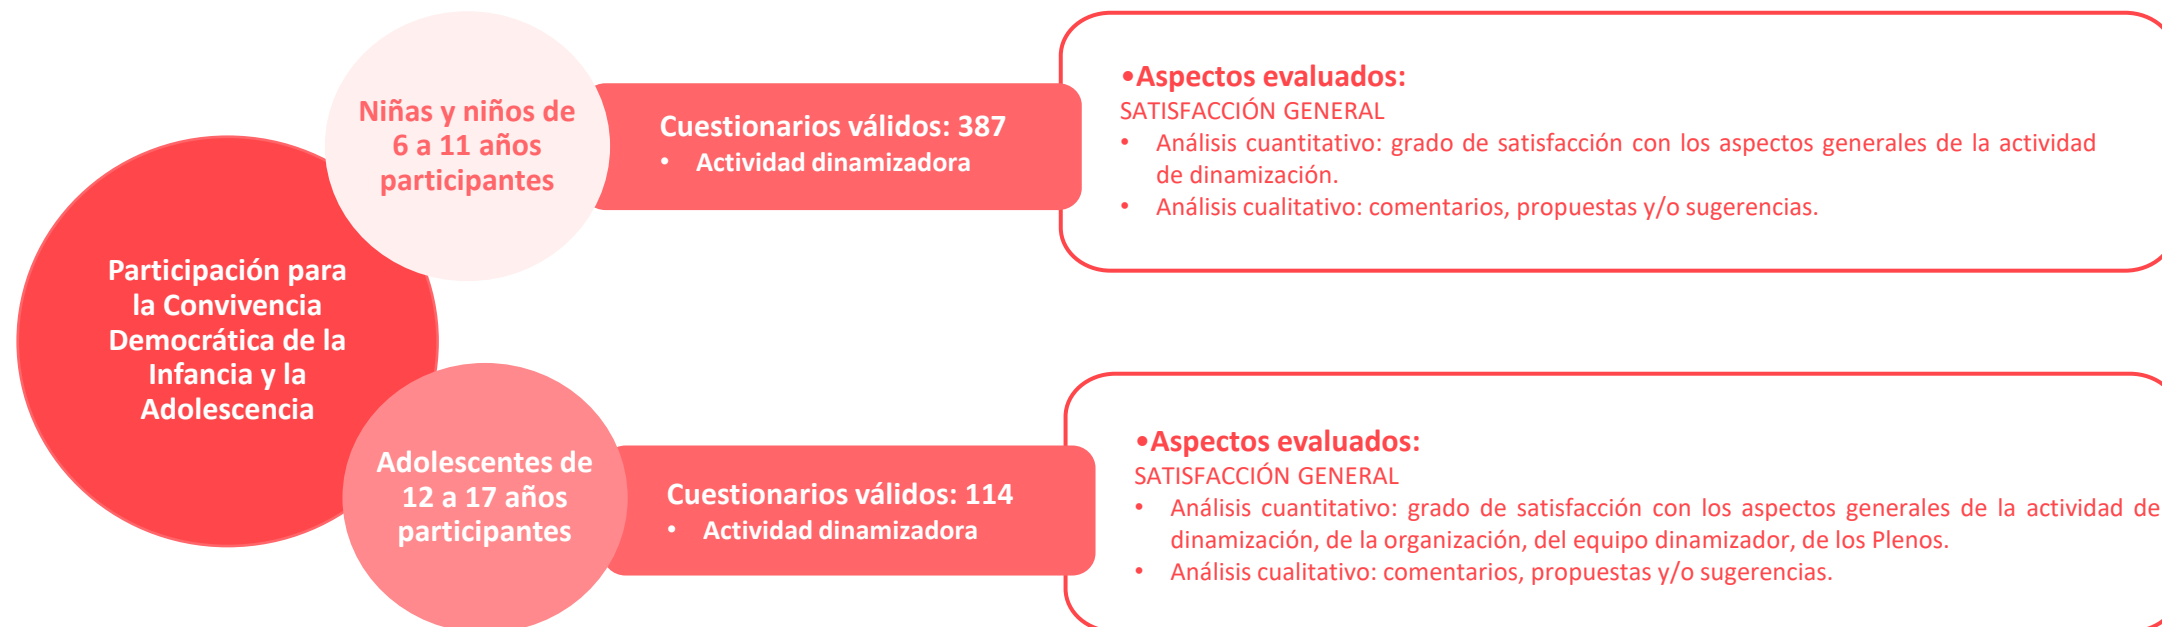 Participación para
la Convivencia
Democrática de la
Infancia y la
Adolescencia
Niñas y niños de
6 a 11 años
participantes
Cuestionarios válidos: 387
• Actividad dinamizadora
•Aspectos evaluados:
SATISFACCIÓN GENERAL
• Análisis cuantitativo: grado de satisfacción con los aspectos generales de la actividad
de dinamización.
• Análisis cualitativo: comentarios, propuestas y/o sugerencias.
Adolescentes de
12 a 17 años
participantes
Cuestionarios válidos: 114
• Actividad dinamizadora
•Aspectos evaluados:
SATISFACCIÓN GENERAL
• Análisis cuantitativo: grado de satisfacción con los aspectos generales de la actividad de
dinamización, de la organización, del equipo dinamizador, de los Plenos.
• Análisis cualitativo: comentarios, propuestas y/o sugerencias.